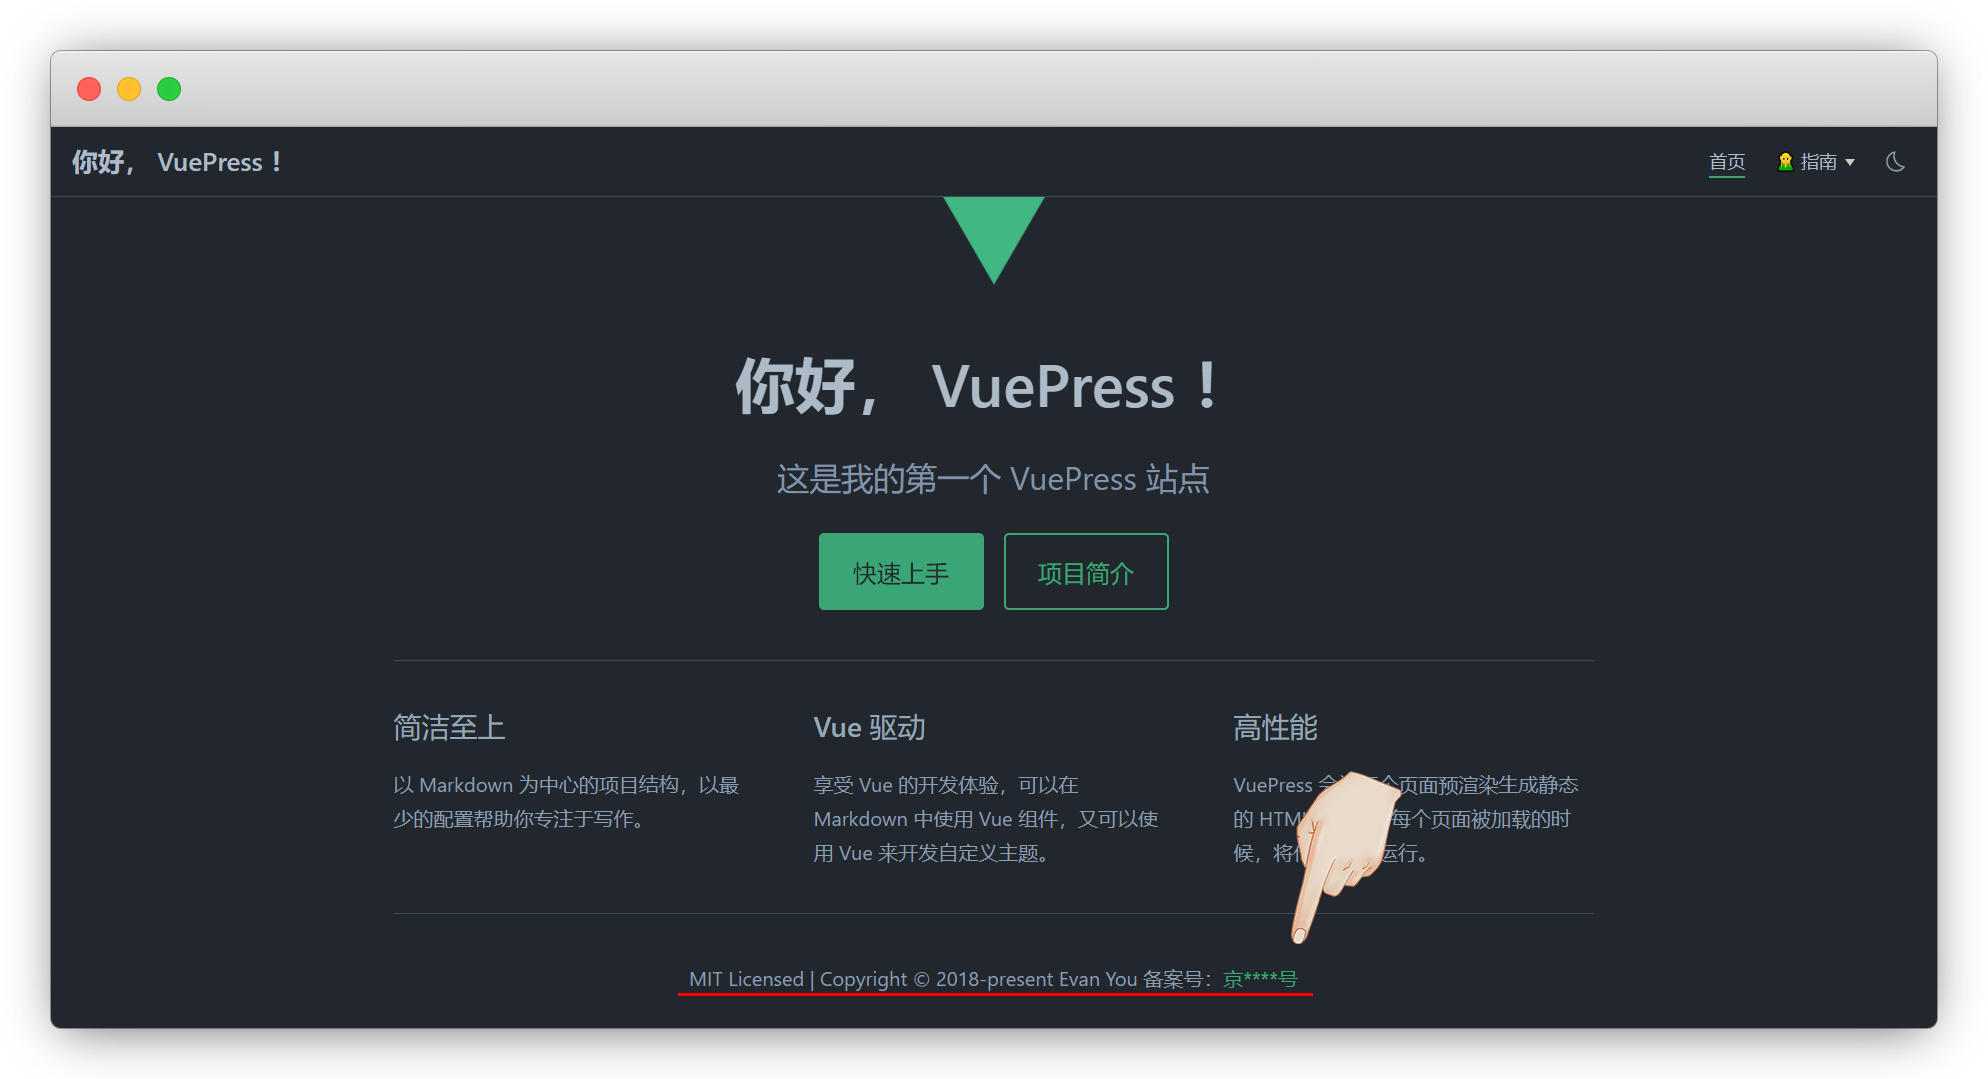 你好， VuePress！
首页
指南
你好， VuePress！
这是我的第一个 VuePress 站点
快速上手
项目简介
简洁至上
以 Markdown 为中心的项目结构，以最
少的配置帮助你专注于写作。
Vue 驱动
享受 Vue 的开发体验，可以在
Markdown 中使用 Vue 组件，又可以使
用 Vue 来开发自定义主题。
高性能
VuePress 页面预渲染生成静态
的 每个页面被加载的时
候，将 运行。
MIT Licensed | Copyright © 2018-present Evan You 备案号：京****号